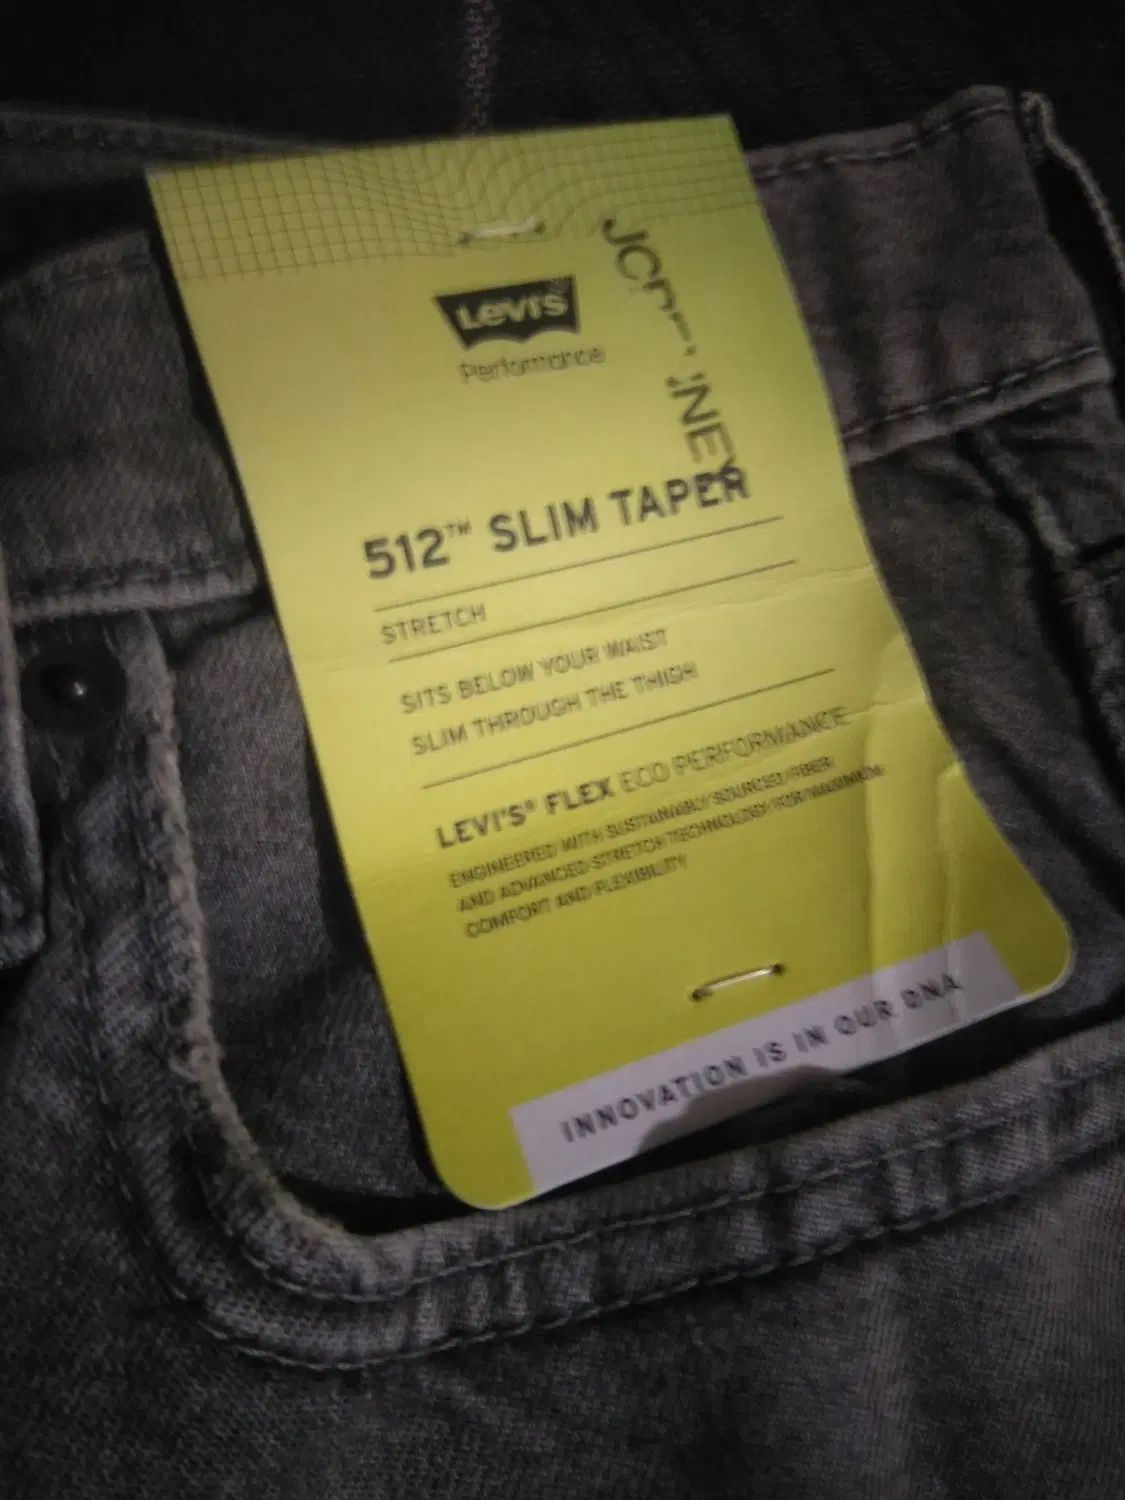 Levi's
Performance
512™ SLIM TAPER
STRETCH
SITS BELOW YOUR WAIST
SLIM THROUGH THE THIGH
LEVI'S® FLEX ECO PERFORMANCE
ENGINEERED WITH SUSTAINABLY SOURCED FIBER
AND ADVANCED STRETCH TECHNOLOGY FOR MAXIMUM
COMFORT AND FLEXIBILITY
INNOVATION IS IN OUR DNA